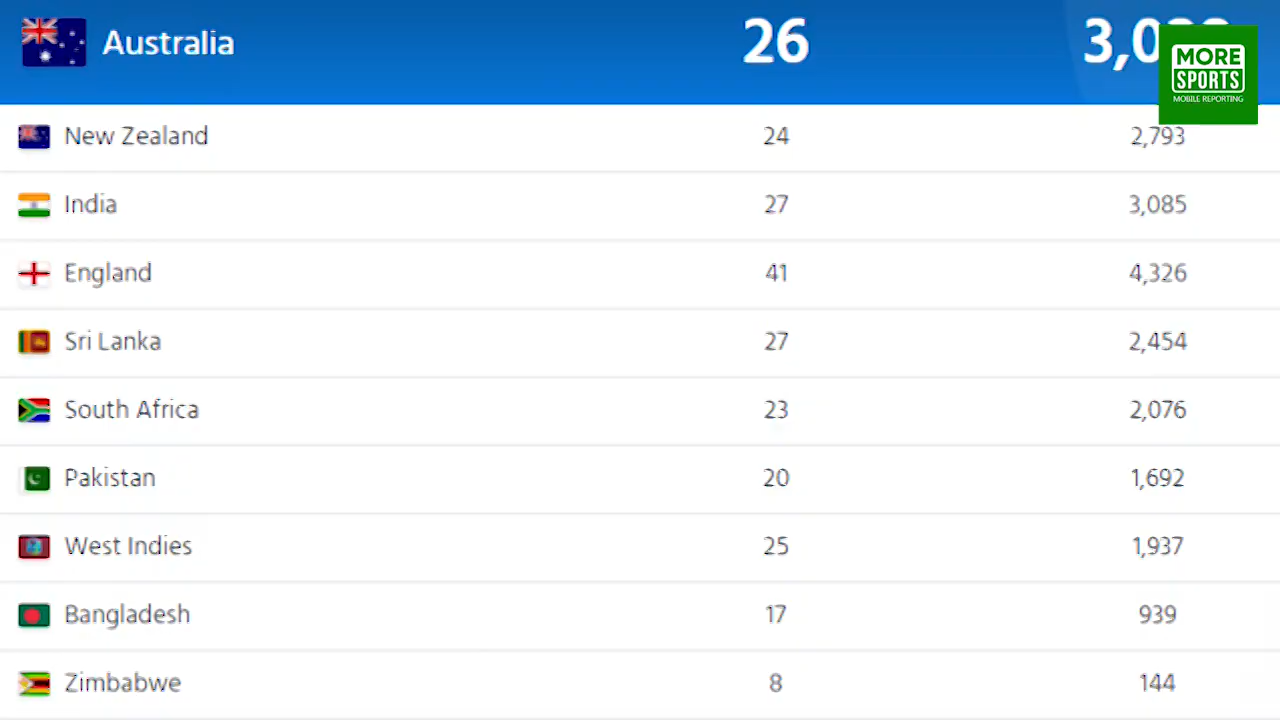 Australia 26
MORE
SPORTS
MOBILE REPORTING
New Zealand 24 2,793
India 27 3,085
England 41 4,326
Sri Lanka 27 2,454
South Africa 23 2,076
Pakistan 20 1,692
West Indies 25 1,937
Bangladesh 17 939
Zimbabwe 8 144